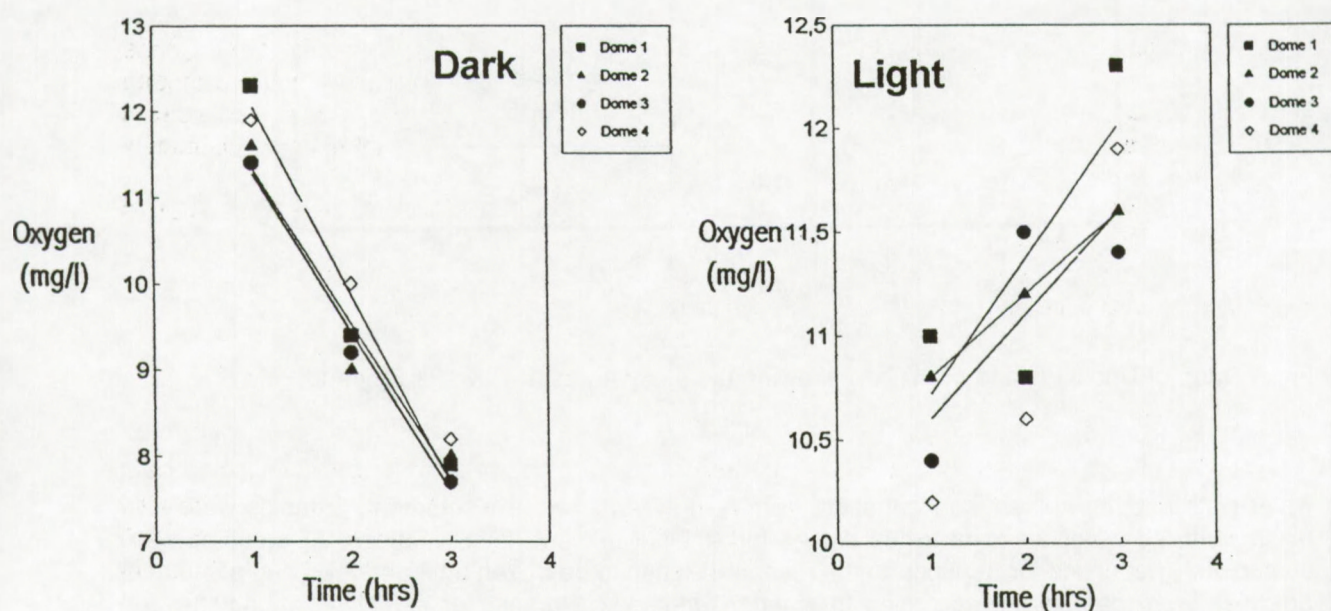 13
12
11
10
9
8
7
0 1 2 3 4
Oxygen
(mg/l)
Time (hrs)
Dark
Dome 1
Dome 2
Dome 3
Dome 4
12,5
12
11,5
11
10,5
10
0 1 2 3 4
Oxygen
(mg/l)
Time (hrs)
Light
Dome 1
Dome 2
Dome 3
Dome 4